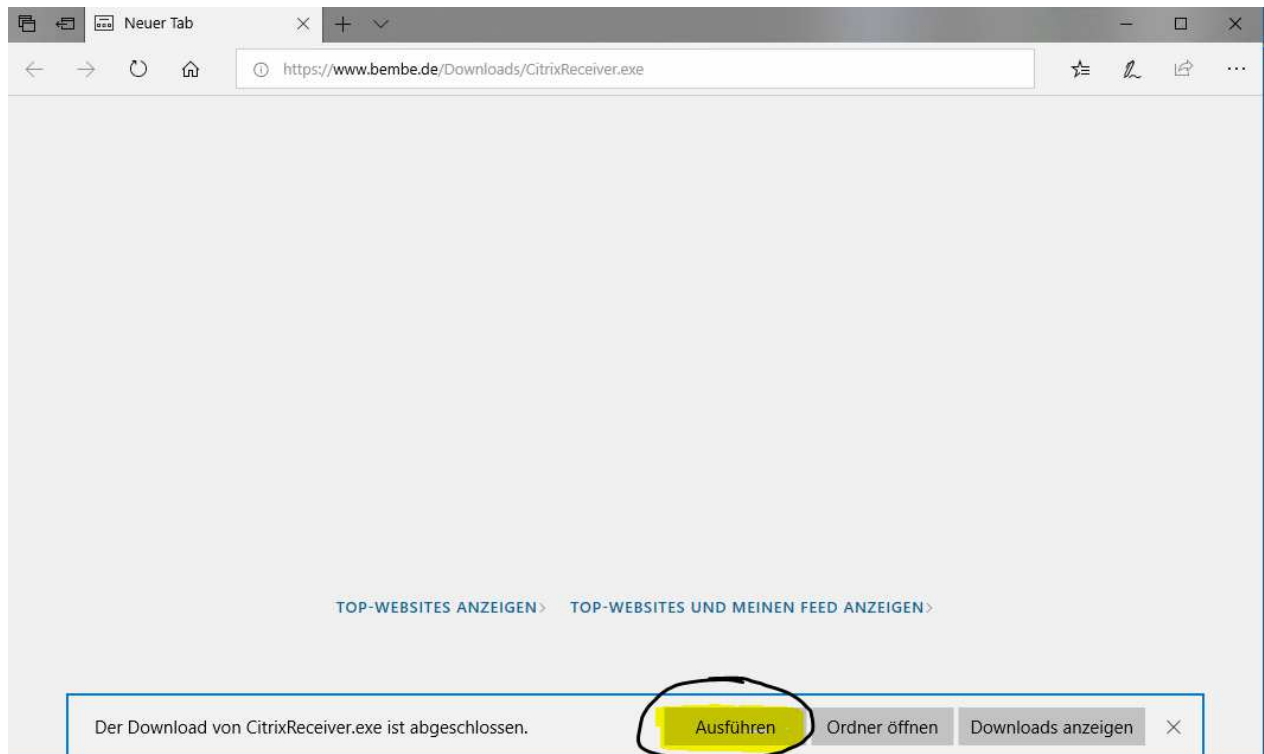 Neuer Tab
https://www.bembe.de/Downloads/CitrixReceiver.exe
TOP-WEBSITES ANZEIGEN> TOP-WEBSITES UND MEINEN FEED ANZEIGEN>
Der Download von CitrixReceiver.exe ist abgeschlossen. Ausführen Ordner öffnen Downloads anzeigen